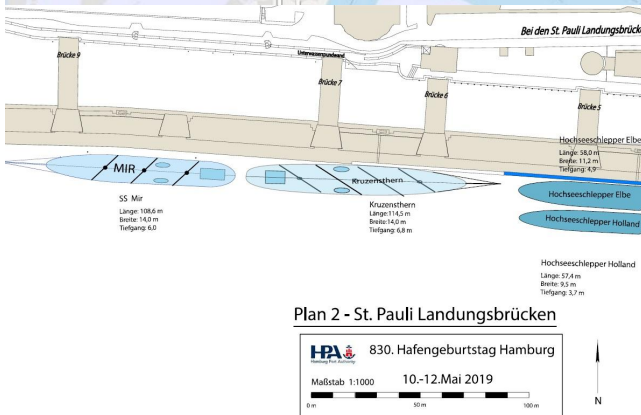 Bei den St. Pauli Landungsbrück
Brücke 9
Brücke 7
Brücke 6
Brücke 5
MIR
Kruzensthern
Hochseeschlepper Elbe
Länge: 58,0 m
Breite: 11,2 m
Tiefgang: 4,9
Hochseeschlepper Elbe
Hochseeschlepper Holland
SS Mir
Länge: 108,6 m
Breite: 14,0 m
Tiefgang: 6,0
Kruzensthern
Länge:114,5 m
Breite:14,0 m
Tiefgang: 6,8 m
Hochseeschlepper Holland
Länge: 57,4 m
Breite: 9,5 m
Tiefgang: 3,7 m
Plan 2 - St. Pauli Landungsbrücken
HPA
Hamburg Port Authority
830. Hafengeburtstag Hamburg
Maßstab 1:1000
10.-12.Mai 2019
0 m
50 m
100 m
N